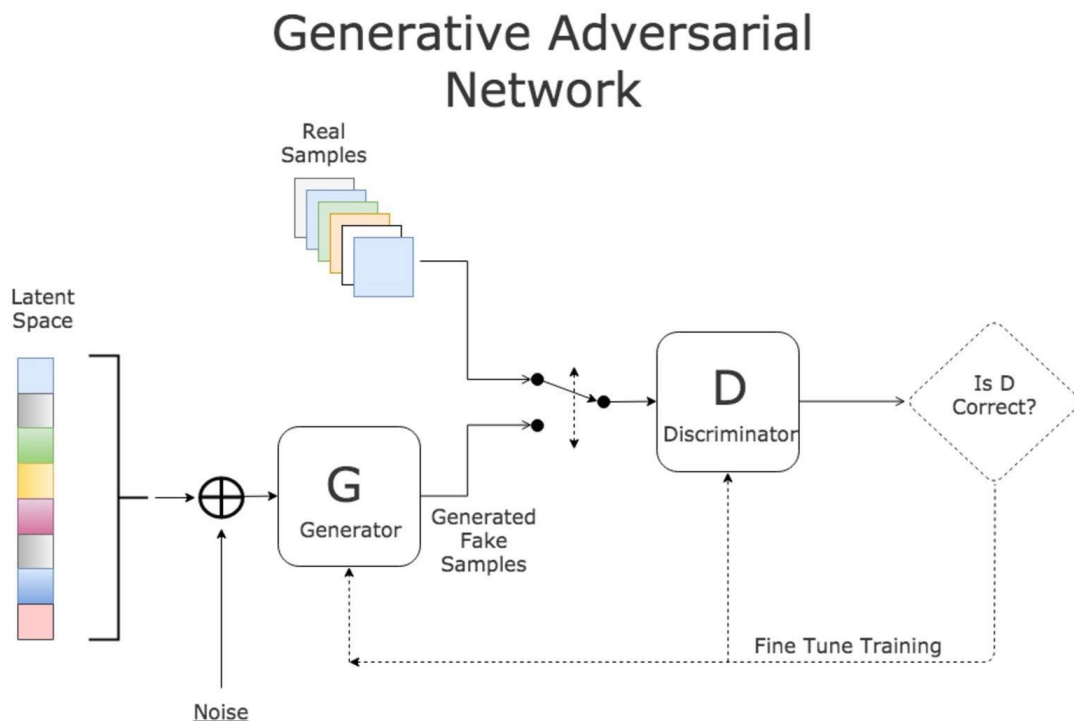 Generative Adversarial
Network
Real
Samples
Latent
Space
D
Discriminator
Is D
Correct?
G
Generator
Generated
Fake
Samples
Fine Tune Training
Noise